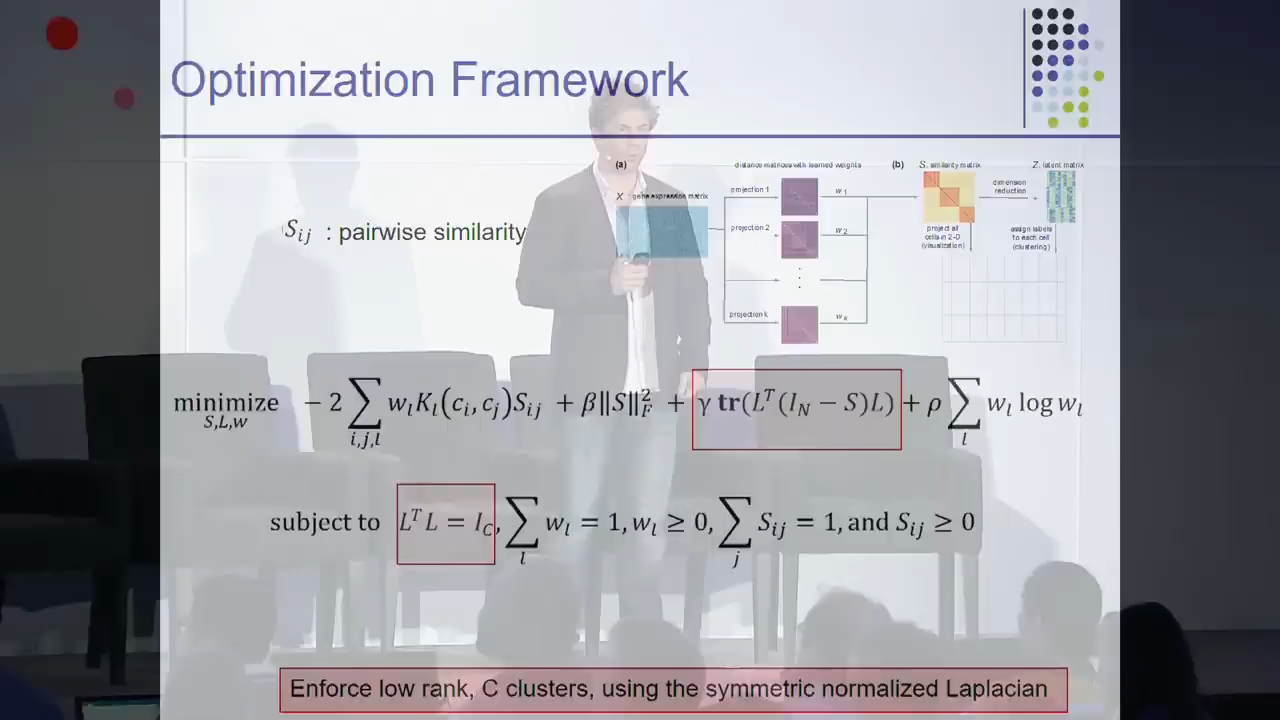 Optimization Framework
(a)
distance matrices with learned weights
(b)
S, similarity matrix
Z, latent matrix
X
gene expression matrix
projection 1
w1
projection 2
w2
projection k
wk
dimension
reduction
project all
cells in 2-D
(visualization)
assign labels
to each cell
(clustering)
Sij : pairwise similarity
minimize S,L,w − 2 ∑i,j,l wl Kl(ci, cj)Sij + β‖S‖²F + γ tr(Lᵀ(IN − S)L) + ρ ∑l wl log wl
subject to LᵀL = IC, ∑l wl = 1, wl ≥ 0, ∑j Sij = 1, and Sij ≥ 0
Enforce low rank, C clusters, using the symmetric normalized Laplacian